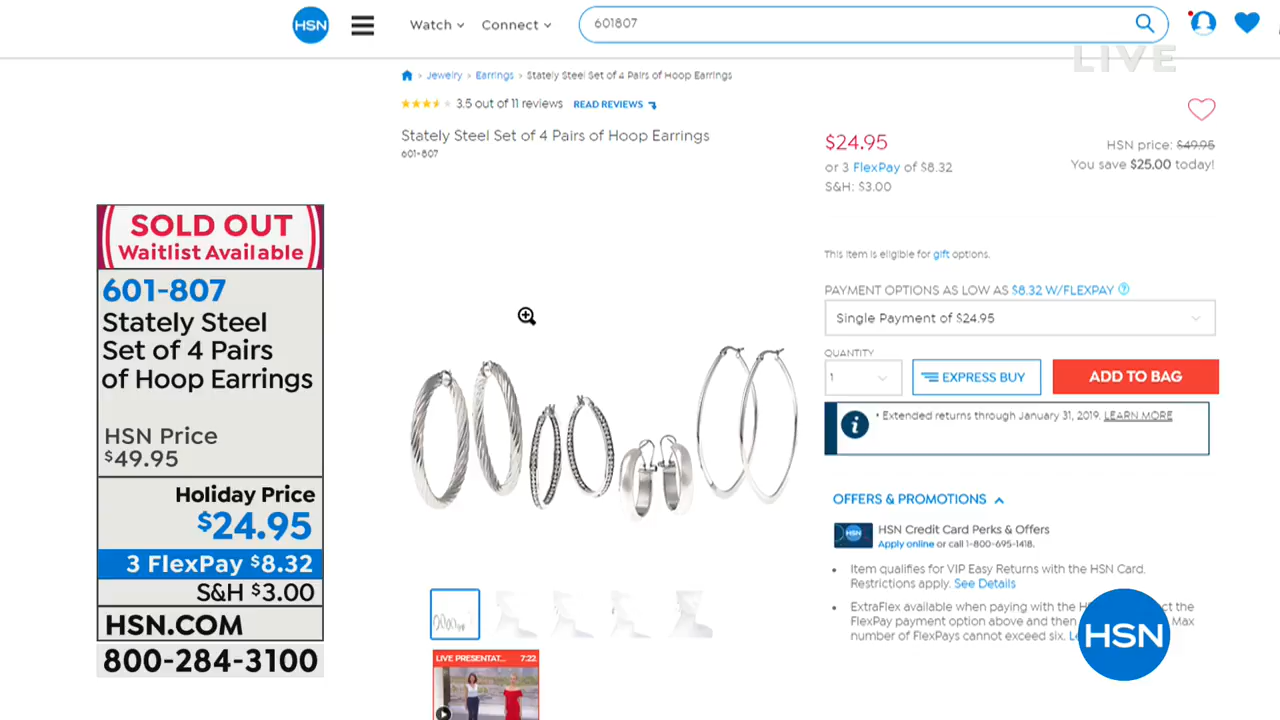 HSN
Watch
Connect
601807
LIVE
Jewelry > Earrings > Stately Steel Set of 4 Pairs of Hoop Earrings
3.5 out of 11 reviews READ REVIEWS
Stately Steel Set of 4 Pairs of Hoop Earrings
601-807
$24.95
or 3 FlexPay of $8.32
S&H: $3.00
HSN price: $49.95
You save $25.00 today!
This item is eligible for gift options.
PAYMENT OPTIONS AS LOW AS $8.32 W/FLEXPAY ?
Single Payment of $24.95
QUANTITY
1
EXPRESS BUY
ADD TO BAG
i
• Extended returns through January 31, 2019. LEARN MORE
OFFERS & PROMOTIONS
HSN
HSN Credit Card Perks & Offers
Apply online or call 1-800-695-1418.
• Item qualifies for VIP Easy Returns with the HSN Card.
Restrictions apply. See Details
• ExtraFlex available when paying with the
ct the
FlexPay payment option above and then
Max
number of FlexPays cannot exceed six.
HSN
SOLD OUT
Waitlist Available
601-807
Stately Steel
Set of 4 Pairs
of Hoop Earrings
HSN Price
$49.95
Holiday Price
$24.95
3 FlexPay $8.32
S&H $3.00
HSN.COM
800-284-3100
LIVE PRESENTAT... 7:22